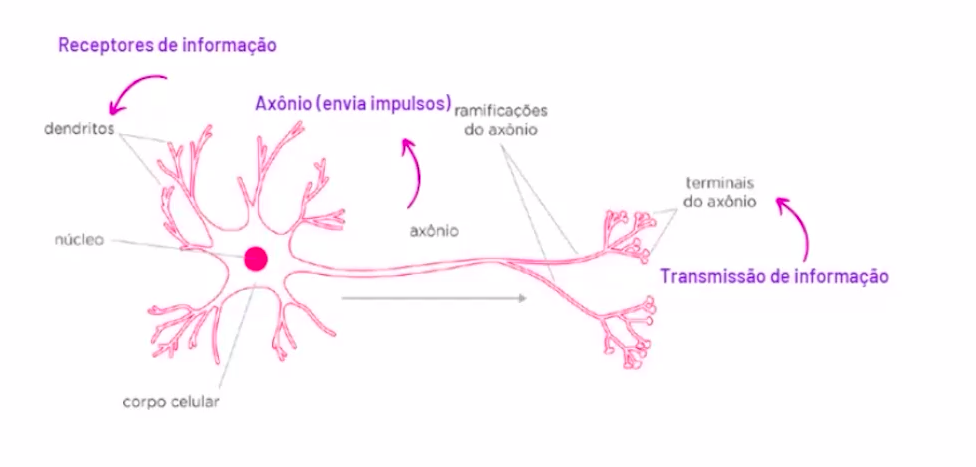 Receptores de informação
Axônio (envia impulsos)
ramificações
do axônio
dendritos
terminais
do axônio
núcleo
axônio
Transmissão de informação
corpo celular